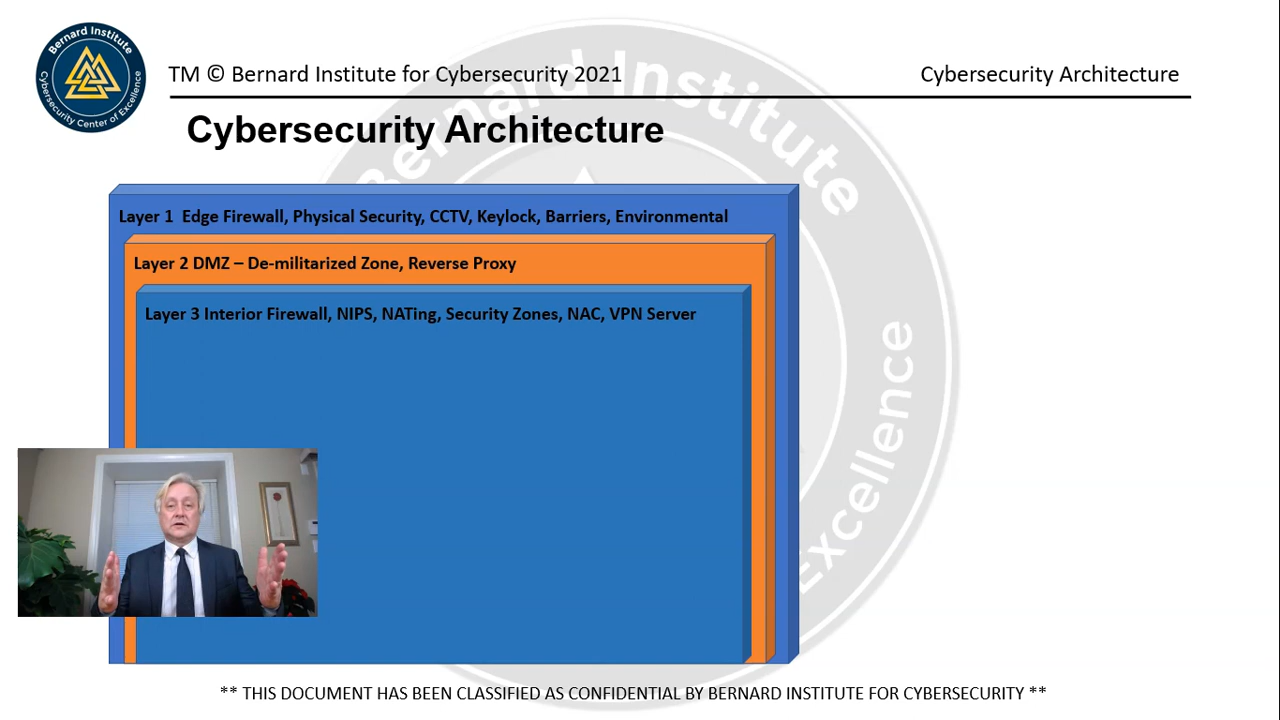 Bernard Institute
Cybersecurity Center of Excellence
TM © Bernard Institute for Cybersecurity 2021
Cybersecurity Architecture
Cybersecurity Architecture
Bernard Institute
Excellence
Layer 1 Edge Firewall, Physical Security, CCTV, Keylock, Barriers, Environmental
Layer 2 DMZ – De-militarized Zone, Reverse Proxy
Layer 3 Interior Firewall, NIPS, NATing, Security Zones, NAC, VPN Server
** THIS DOCUMENT HAS BEEN CLASSIFIED AS CONFIDENTIAL BY BERNARD INSTITUTE FOR CYBERSECURITY **